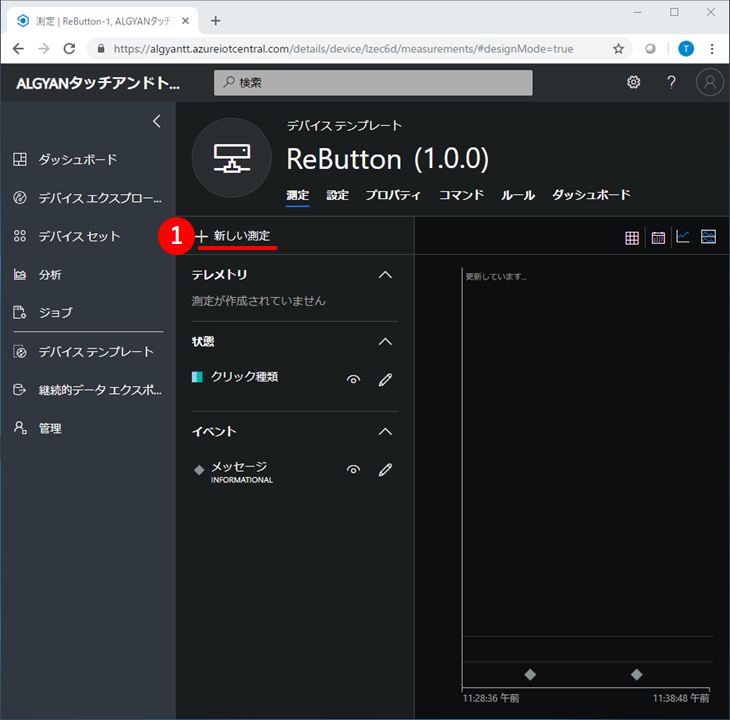 測定 | ReButton-1, ALGYANタッチ
https://algyantt.azureiotcentral.com/details/device/lzec6d/measurements/#designMode=true
T
ALGYANタッチアンドト...
検索
?
デバイス テンプレート
ReButton (1.0.0)
測定 設定 プロパティ コマンド ルール ダッシュボード
ダッシュボード
デバイス エクスプロー...
デバイス セット
分析
ジョブ
デバイス テンプレート
継続的データ エクスポ...
管理
1
+ 新しい測定
テレメトリ
測定が作成されていません
状態
クリック種類
イベント
メッセージ
INFORMATIONAL
更新しています...
11:28:36 午前
11:38:48 午前